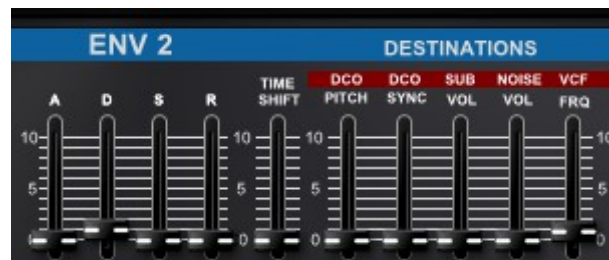 ENV 2 DESTINATIONS
TIME DCO DCO SUB NOISE VCF
A D S R SHIFT PITCH SYNC VOL VOL FRQ
10 10 10 10
5 5 5 5
0 0 0